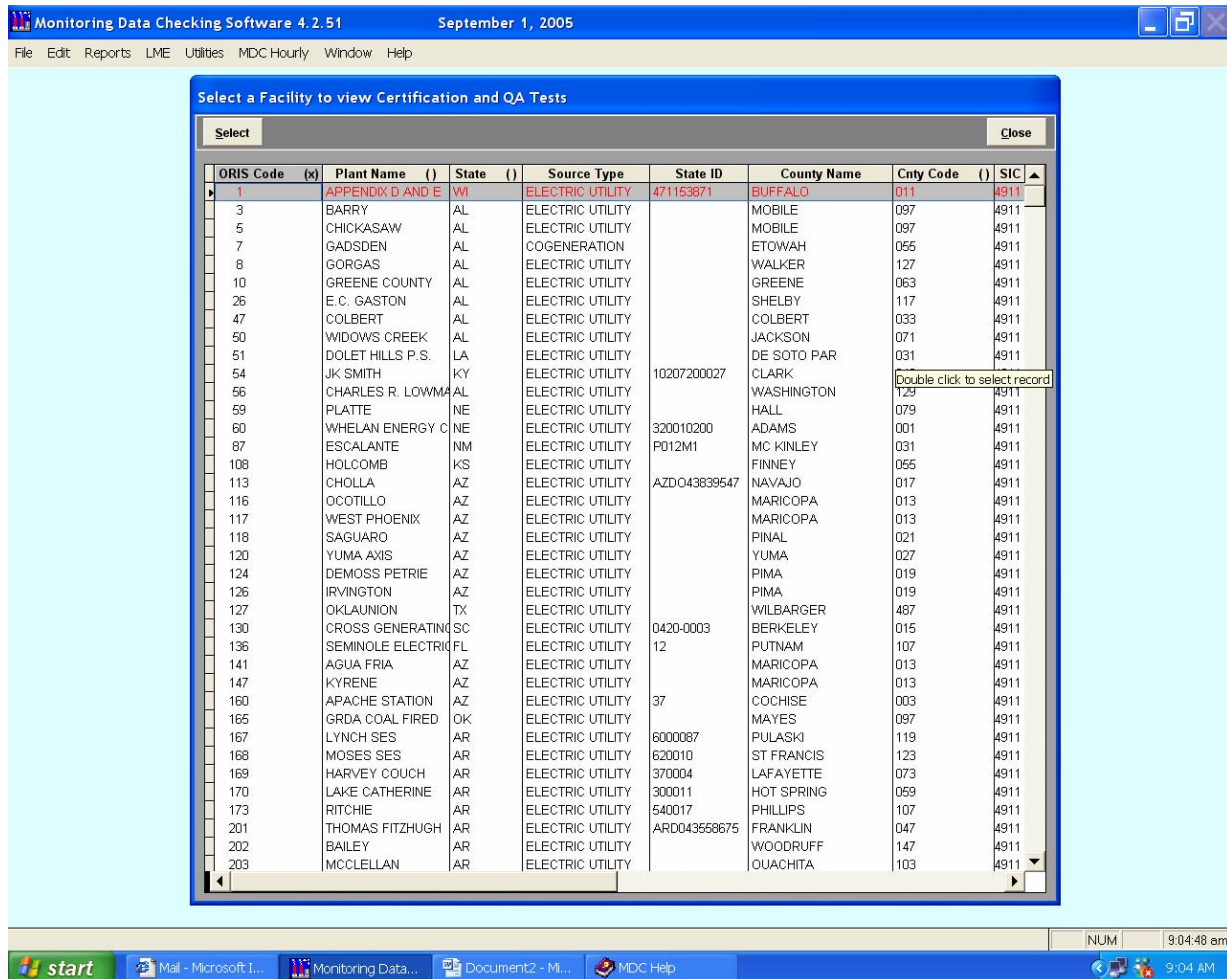 Monitoring Data Checking Software 4.2.51 September 1, 2005
File Edit Reports LME Utilities MDC Hourly Window Help
Select a Facility to view Certification and QA Tests
Select Close
ORIS Code (x) Plant Name () State () Source Type State ID County Name Cnty Code () SIC
1 APPENDIX D AND E WI ELECTRIC UTILITY 471153871 BUFFALO 011 4911
3 BARRY AL ELECTRIC UTILITY MOBILE 097 4911
5 CHICKASAW AL ELECTRIC UTILITY MOBILE 097 4911
7 GADSDEN AL COGENERATION ETOWAH 055 4911
8 GORGAS AL ELECTRIC UTILITY WALKER 127 4911
10 GREENE COUNTY AL ELECTRIC UTILITY GREENE 063 4911
26 E.C. GASTON AL ELECTRIC UTILITY SHELBY 117 4911
47 COLBERT AL ELECTRIC UTILITY COLBERT 033 4911
50 WIDOWS CREEK AL ELECTRIC UTILITY JACKSON 071 4911
51 DOLET HILLS P.S. LA ELECTRIC UTILITY DE SOTO PAR 031 4911
54 JK SMITH KY ELECTRIC UTILITY 10207200027 CLARK
Double click to select record
56 CHARLES R. LOWMA AL ELECTRIC UTILITY WASHINGTON 129 4911
59 PLATTE NE ELECTRIC UTILITY HALL 079 4911
60 WHELAN ENERGY C NE ELECTRIC UTILITY 320010200 ADAMS 001 4911
87 ESCALANTE NM ELECTRIC UTILITY P012M1 MC KINLEY 031 4911
108 HOLCOMB KS ELECTRIC UTILITY FINNEY 055 4911
113 CHOLLA AZ ELECTRIC UTILITY AZDO43839547 NAVAJO 017 4911
116 OCOTILLO AZ ELECTRIC UTILITY MARICOPA 013 4911
117 WEST PHOENIX AZ ELECTRIC UTILITY MARICOPA 013 4911
118 SAGUARO AZ ELECTRIC UTILITY PINAL 021 4911
120 YUMA AXIS AZ ELECTRIC UTILITY YUMA 027 4911
124 DEMOSS PETRIE AZ ELECTRIC UTILITY PIMA 019 4911
126 IRVINGTON AZ ELECTRIC UTILITY PIMA 019 4911
127 OKLAUNION TX ELECTRIC UTILITY WILBARGER 487 4911
130 CROSS GENERATING SC ELECTRIC UTILITY 0420-0003 BERKELEY 015 4911
136 SEMINOLE ELECTRIC FL ELECTRIC UTILITY 12 PUTNAM 107 4911
141 AGUA FRIA AZ ELECTRIC UTILITY MARICOPA 013 4911
147 KYRENE AZ ELECTRIC UTILITY MARICOPA 013 4911
160 APACHE STATION AZ ELECTRIC UTILITY 37 COCHISE 003 4911
165 GRDA COAL FIRED OK ELECTRIC UTILITY MAYES 097 4911
167 LYNCH SES AR ELECTRIC UTILITY 6000087 PULASKI 119 4911
168 MOSES SES AR ELECTRIC UTILITY 620010 ST FRANCIS 123 4911
169 HARVEY COUCH AR ELECTRIC UTILITY 370004 LAFAYETTE 073 4911
170 LAKE CATHERINE AR ELECTRIC UTILITY 300011 HOT SPRING 059 4911
173 RITCHIE AR ELECTRIC UTILITY 540017 PHILLIPS 107 4911
201 THOMAS FITZHUGH AR ELECTRIC UTILITY ARD043558675 FRANKLIN 047 4911
202 BAILEY AR ELECTRIC UTILITY WOODRUFF 147 4911
203 MCCLELLAN AR ELECTRIC UTILITY OUACHITA 103 4911
NUM 9:04:48 am
start Mail - Microsoft I... Monitoring Data... Document2 - Mi... MDC Help 9:04 AM